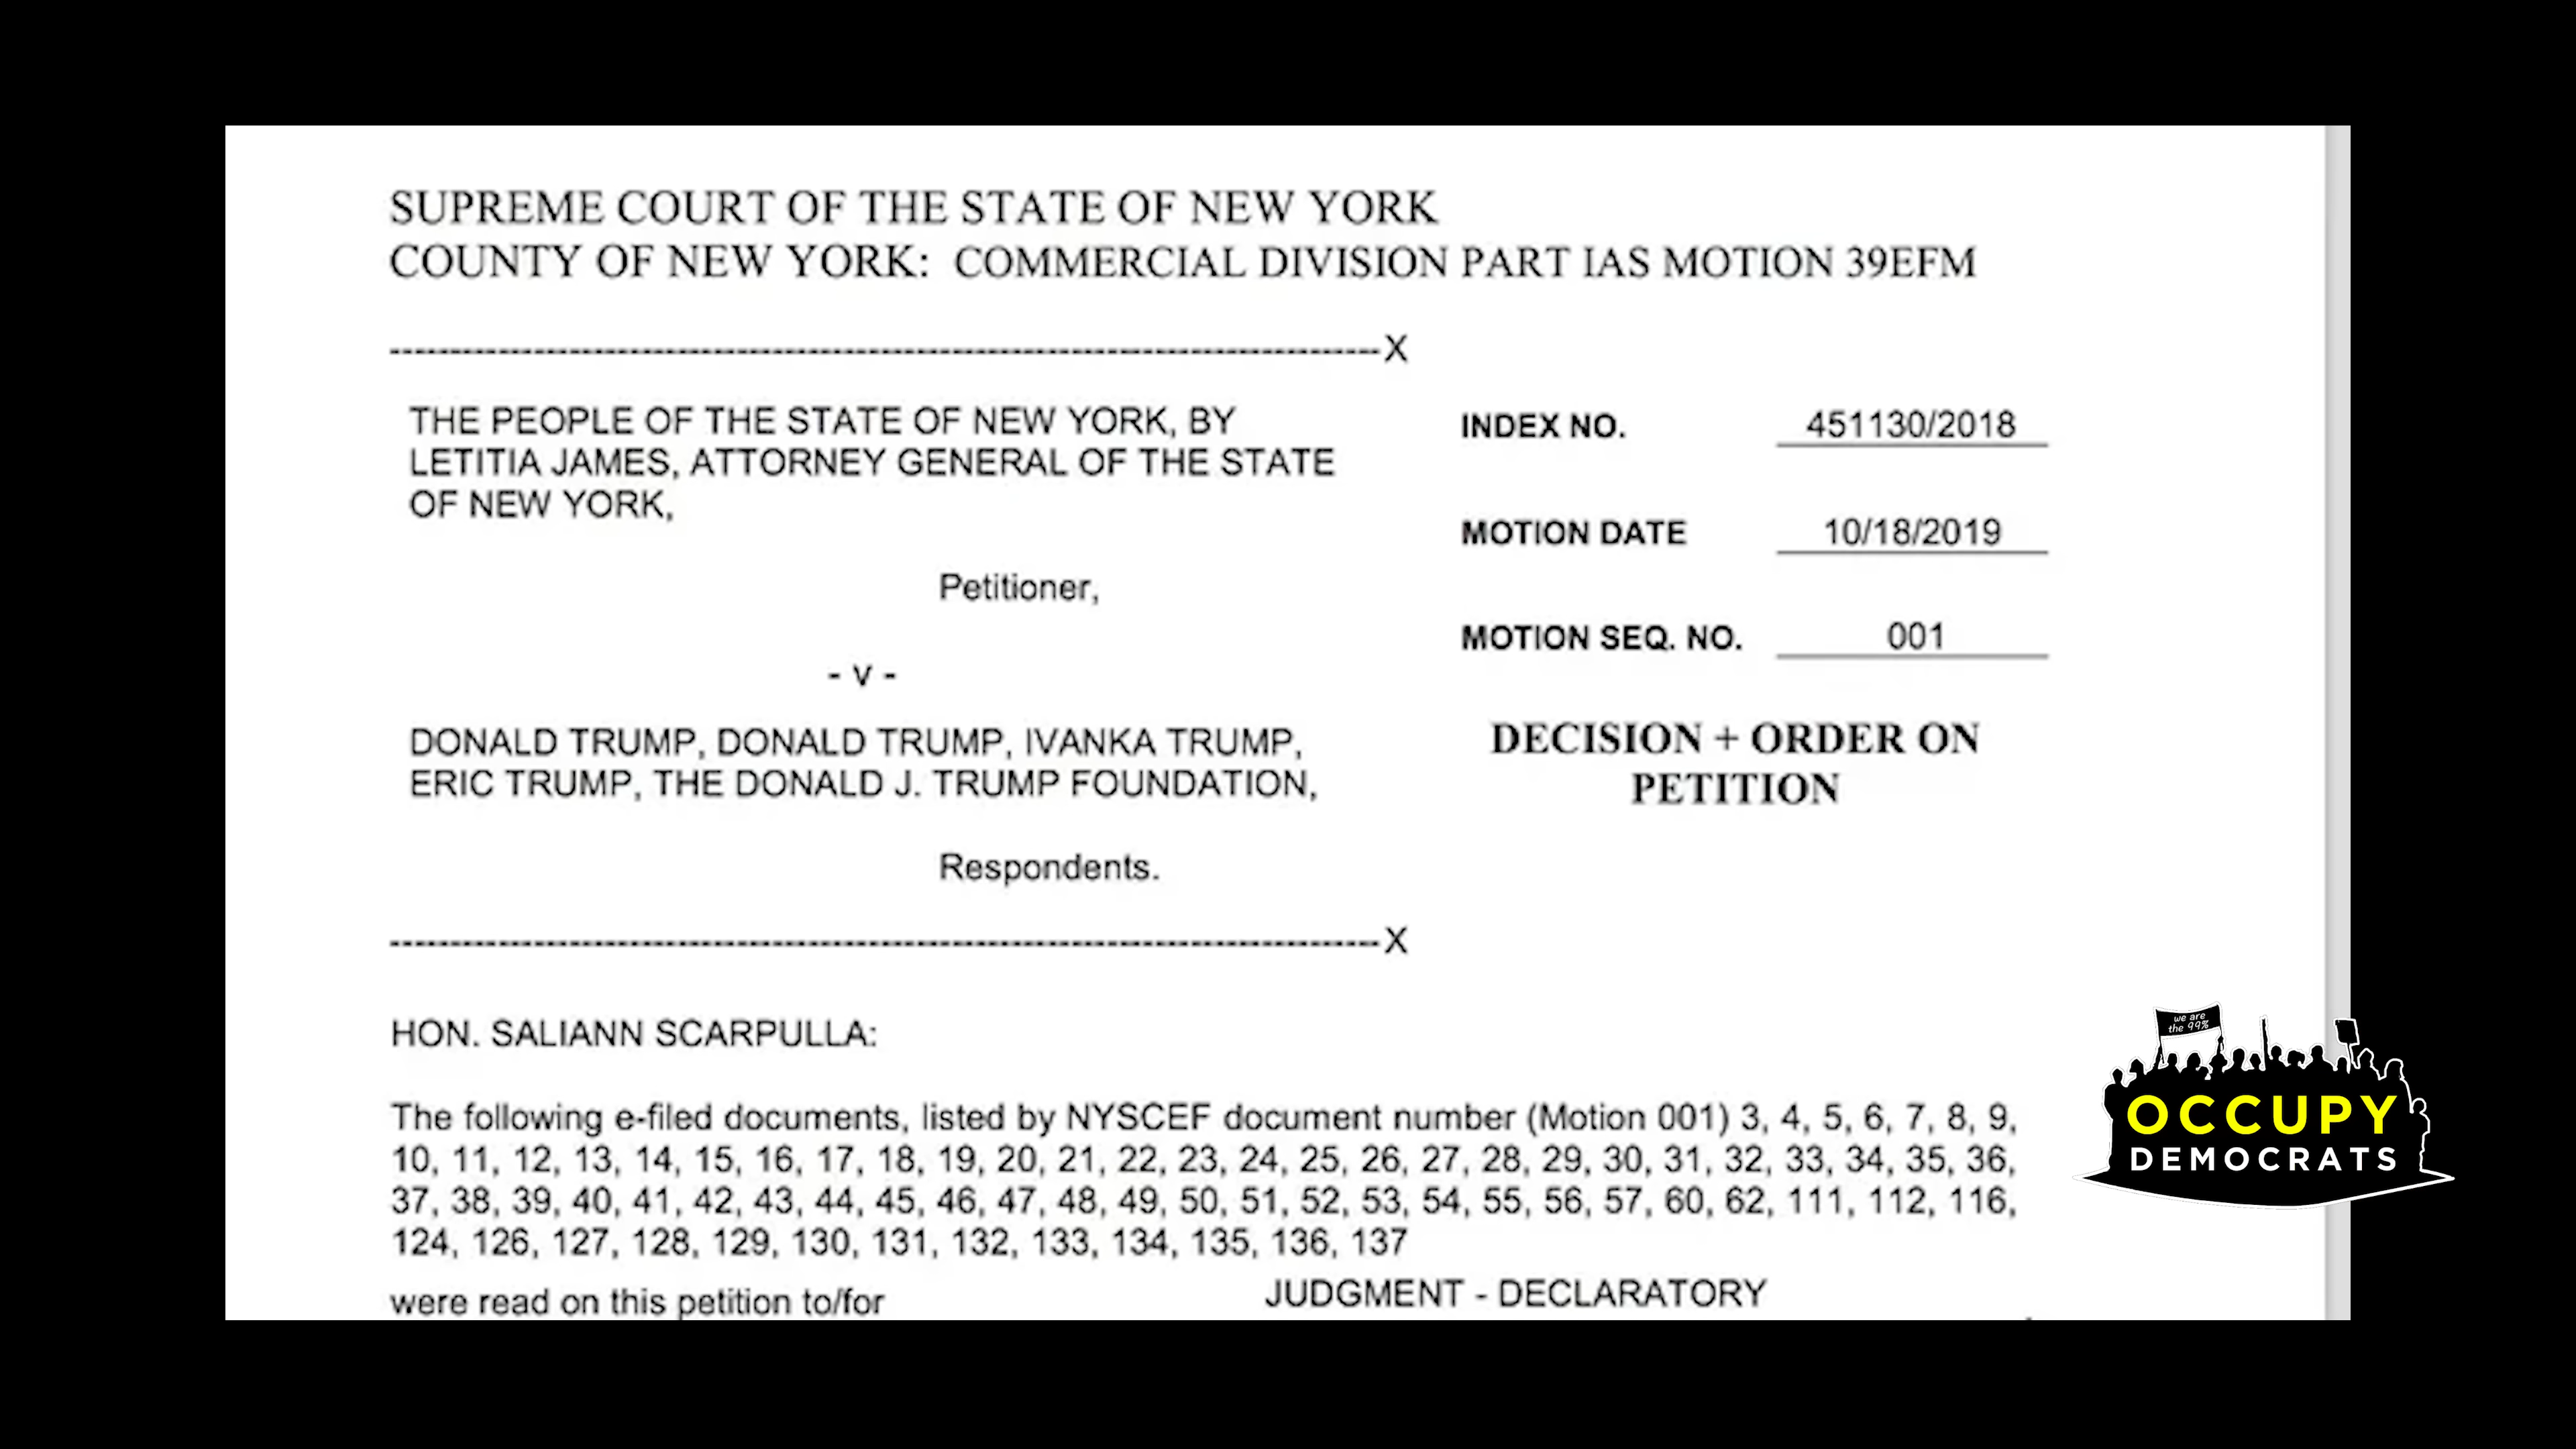 SUPREME COURT OF THE STATE OF NEW YORK
COUNTY OF NEW YORK: COMMERCIAL DIVISION PART IAS MOTION 39EFM
--------------------------------------------------------------------------------X
THE PEOPLE OF THE STATE OF NEW YORK, BY
LETITIA JAMES, ATTORNEY GENERAL OF THE STATE
OF NEW YORK,
Petitioner,
- v -
DONALD TRUMP, DONALD TRUMP, IVANKA TRUMP,
ERIC TRUMP, THE DONALD J. TRUMP FOUNDATION,
Respondents.
--------------------------------------------------------------------------------X
INDEX NO. 451130/2018
MOTION DATE 10/18/2019
MOTION SEQ. NO. 001
DECISION + ORDER ON
PETITION
HON. SALIANN SCARPULLA:
The following e-filed documents, listed by NYSCEF document number (Motion 001) 3, 4, 5, 6, 7, 8, 9,
10, 11, 12, 13, 14, 15, 16, 17, 18, 19, 20, 21, 22, 23, 24, 25, 26, 27, 28, 29, 30, 31, 32, 33, 34, 35, 36,
37, 38, 39, 40, 41, 42, 43, 44, 45, 46, 47, 48, 49, 50, 51, 52, 53, 54, 55, 56, 57, 60, 62, 111, 112, 116,
124, 126, 127, 128, 129, 130, 131, 132, 133, 134, 135, 136, 137
were read on this petition to/for JUDGMENT - DECLARATORY
we are
the 99%
OCCUPY
DEMOCRATS